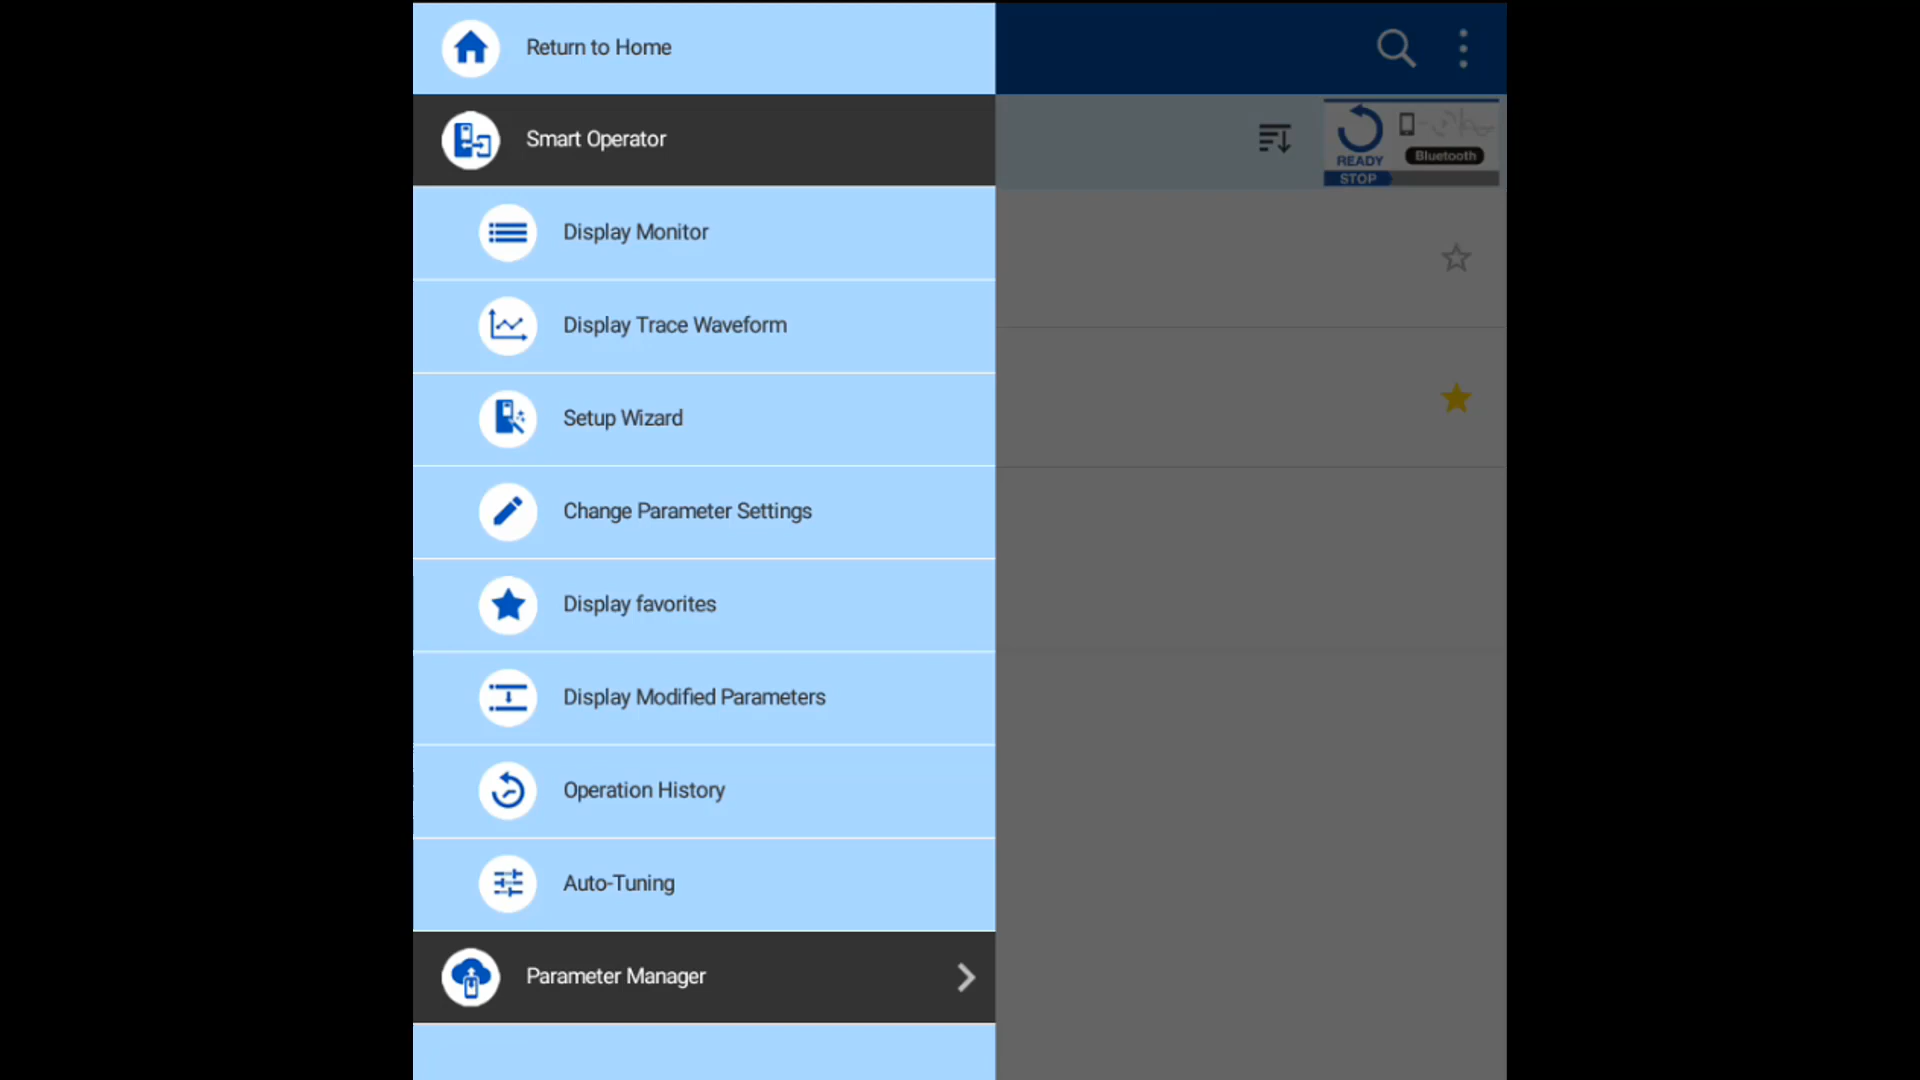 Return to Home
Smart Operator
READY
Bluetooth
STOP
Display Monitor
Display Trace Waveform
Setup Wizard
Change Parameter Settings
Display favorites
Display Modified Parameters
Operation History
Auto-Tuning
Parameter Manager